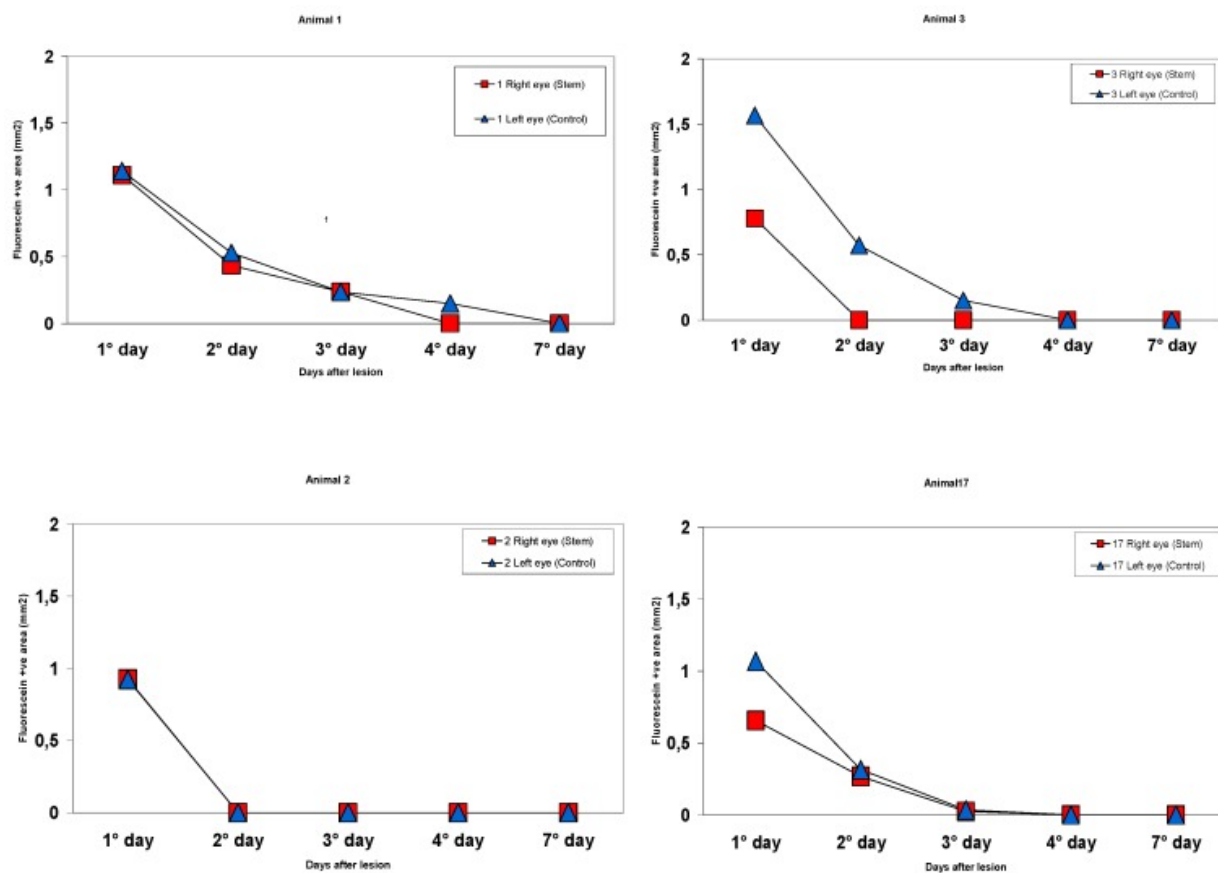 Animal 1
2
1,5
1
0,5
0
Fluorescein +ve area (mm2)
1 Right eye (Stem)
1 Left eye (Control)
1
1° day 2° day 3° day 4° day 7° day
Days after lesion
Animal 3
2
1,5
1
0,5
0
Fluorescein +ve area (mm2)
3 Right eye (Stem)
3 Left eye (Control)
1° day 2° day 3° day 4° day 7° day
Days after lesion
Animal 2
2
1,5
1
0,5
0
Fluorescein +ve area (mm2)
2 Right eye (Stem)
2 Left eye (Control)
1° day 2° day 3° day 4° day 7° day
Days after lesion
Animal17
2
1,5
1
0,5
0
Fluorescein +ve area (mm2)
17 Right eye (Stem)
17 Left eye (Control)
1° day 2° day 3° day 4° day 7° day
Days after lesion